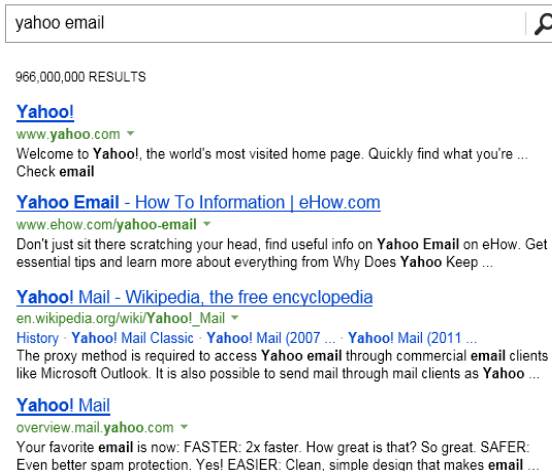 yahoo email
966,000,000 RESULTS
Yahoo!
www.yahoo.com
Welcome to Yahoo!, the world's most visited home page. Quickly find what you're ...
Check email
Yahoo Email - How To Information | eHow.com
www.ehow.com/yahoo-email
Don't just sit there scratching your head, find useful info on Yahoo Email on eHow. Get
essential tips and learn more about everything from Why Does Yahoo Keep ...
Yahoo! Mail - Wikipedia, the free encyclopedia
en.wikipedia.org/wiki/Yahoo!_Mail
History · Yahoo! Mail Classic · Yahoo! Mail (2007 ... · Yahoo! Mail (2011 ...
The proxy method is required to access Yahoo email through commercial email clients
like Microsoft Outlook. It is also possible to send mail through mail clients as Yahoo ...
Yahoo! Mail
overview.mail.yahoo.com
Your favorite email is now: FASTER: 2x faster. How great is that? So great. SAFER:
Even better spam protection. Yes! EASIER: Clean, simple design that makes email ...